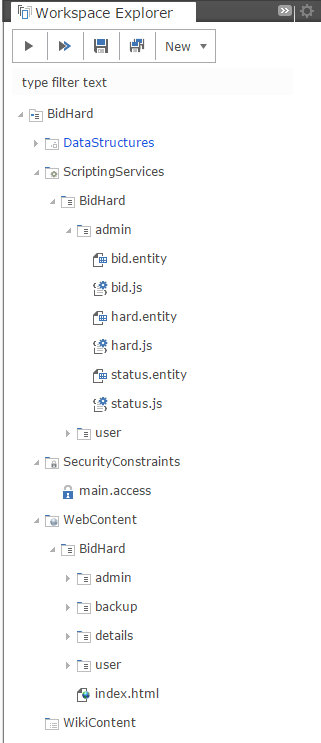 Workspace Explorer
New
type filter text
BidHard
DataStructures
ScriptingServices
BidHard
admin
bid.entity
bid.js
hard.entity
hard.js
status.entity
status.js
user
SecurityConstraints
main.access
WebContent
BidHard
admin
backup
details
user
index.html
WikiContent